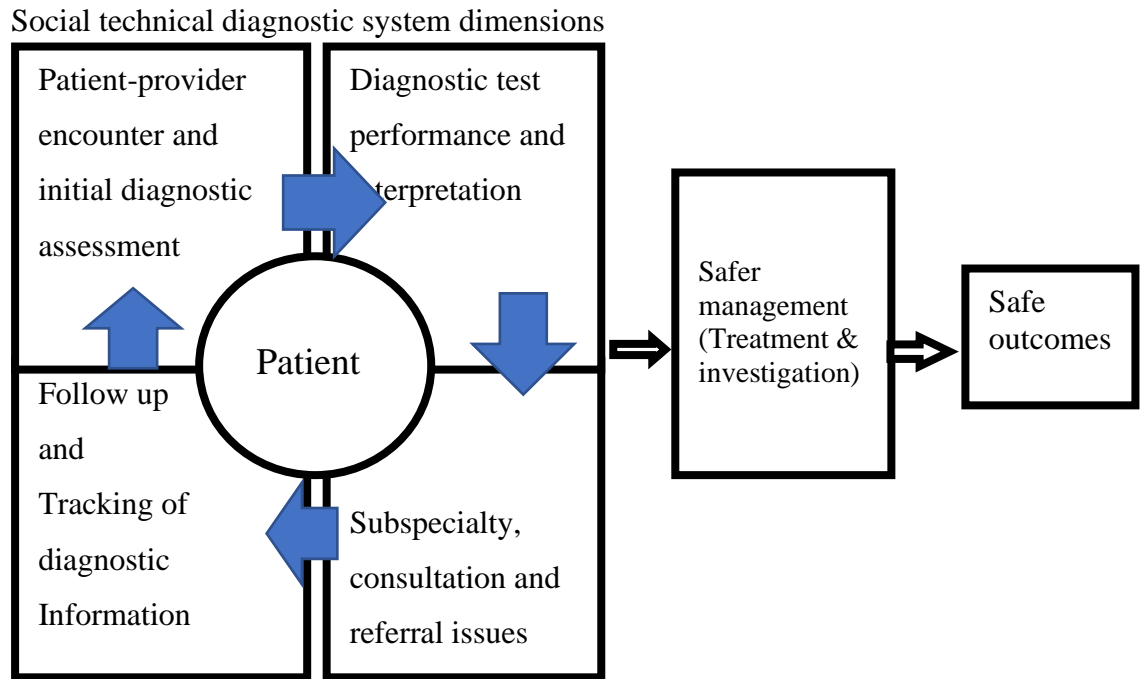 Social technical diagnostic system dimensions
Patient-provider
encounter and
initial diagnostic
assessment
Diagnostic test
performance and
terpretation
Patient
Follow up
and
Tracking of
diagnostic
Information
Subspecialty,
consultation and
referral issues
Safer
management
(Treatment &
investigation)
Safe
outcomes